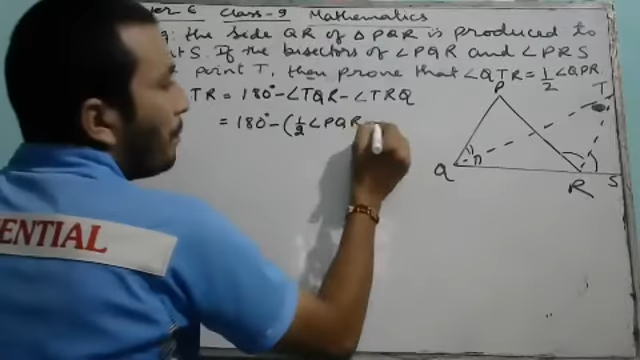 Class-9 Mathematics
the side QR of △PQR is produced to
S. If the bisectors of ∠PQR and ∠PRS
point T, then prove that ∠QTR = 1/2 ∠QPR.
TR = 180° - ∠TQR - ∠TRQ
= 180° - (1/2 ∠PQR
P
T
Q
R
S
ENTIAL